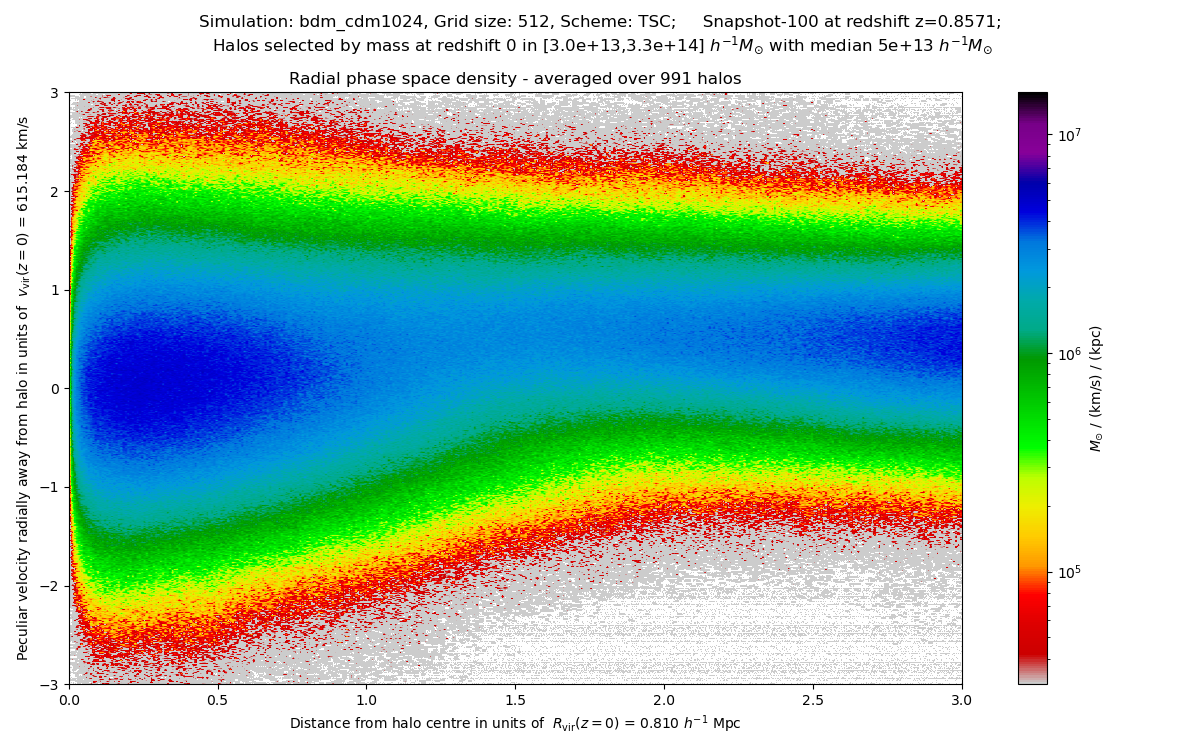 Simulation: bdm_cdm1024, Grid size: 512, Scheme: TSC;     Snapshot-100 at redshift z=0.8571;
Halos selected by mass at redshift 0 in [3.0e+13,3.3e+14] h⁻¹M⊙ with median 5e+13 h⁻¹M⊙
Radial phase space density - averaged over 991 halos
Peculiar velocity radially away from halo in units of  v_vir(z = 0) = 615.184 km/s
3
2
1
0
−1
−2
−3
0.0 0.5 1.0 1.5 2.0 2.5 3.0
Distance from halo centre in units of  R_vir(z = 0) = 0.810 h⁻¹ Mpc
10⁷
10⁶
10⁵
M⊙ / (km/s) / (kpc)